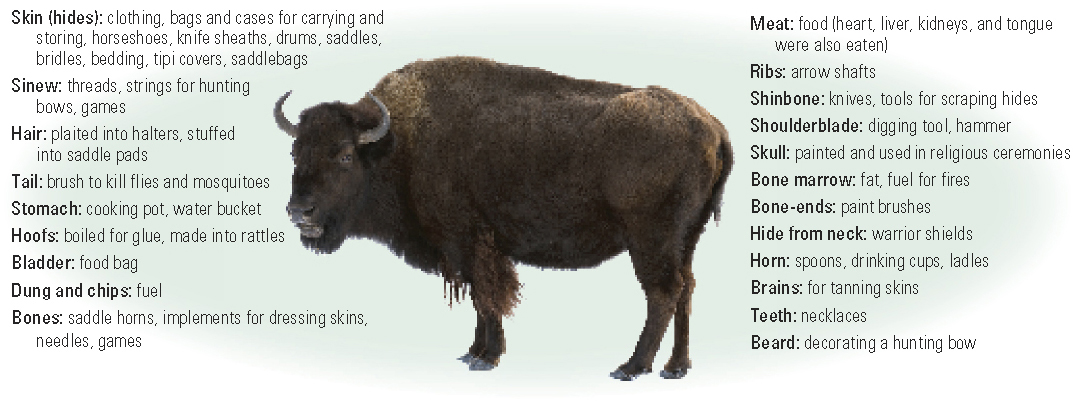 Skin (hides): clothing, bags and cases for carrying and
storing, horseshoes, knife sheaths, drums, saddles,
bridles, bedding, tipi covers, saddlebags
Sinew: threads, strings for hunting
bows, games
Hair: plaited into halters, stuffed
into saddle pads
Tail: brush to kill flies and mosquitoes
Stomach: cooking pot, water bucket
Hoofs: boiled for glue, made into rattles
Bladder: food bag
Dung and chips: fuel
Bones: saddle horns, implements for dressing skins,
needles, games
Meat: food (heart, liver, kidneys, and tongue
were also eaten)
Ribs: arrow shafts
Shinbone: knives, tools for scraping hides
Shoulderblade: digging tool, hammer
Skull: painted and used in religious ceremonies
Bone marrow: fat, fuel for fires
Bone-ends: paint brushes
Hide from neck: warrior shields
Horn: spoons, drinking cups, ladles
Brains: for tanning skins
Teeth: necklaces
Beard: decorating a hunting bow